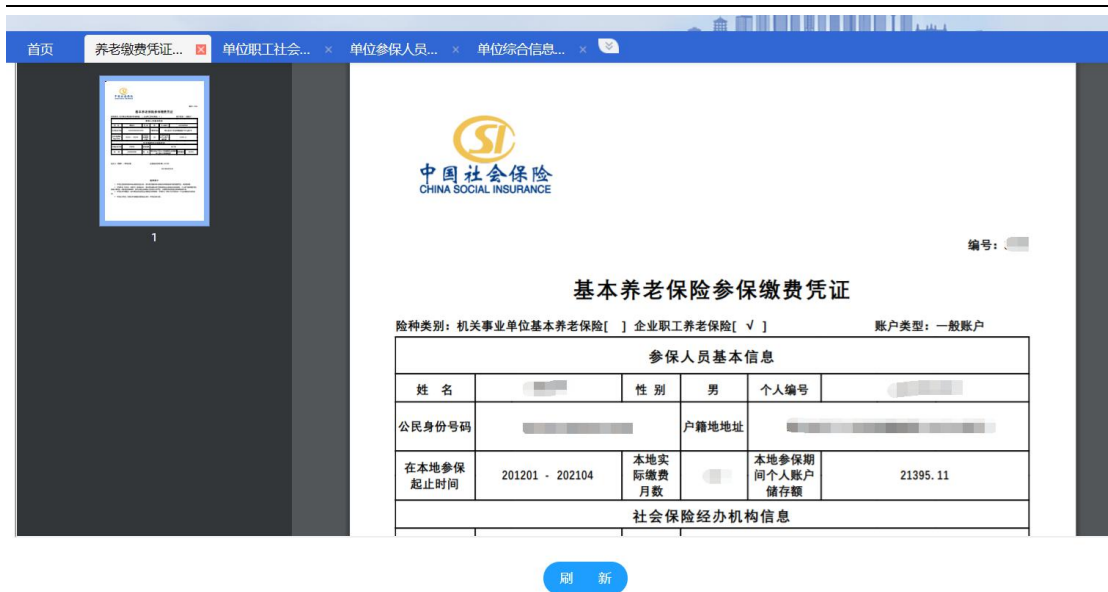 首页 养老缴费凭证... 单位职工社会... 单位参保人员... 单位综合信息...
1
SI
中国社会保险
CHINA SOCIAL INSURANCE
编号：
基本养老保险参保缴费凭证
险种类别：机关事业单位基本养老保险[ ] 企业职工养老保险[ √ ] 账户类型：一般账户
参保人员基本信息
姓 名 性 别 男 个人编号
公民身份号码 户籍地地址
在本地参保起止时间 201201 - 202104 本地实际缴费月数 本地参保期间个人账户储存额 21395.11
社会保险经办机构信息
刷 新